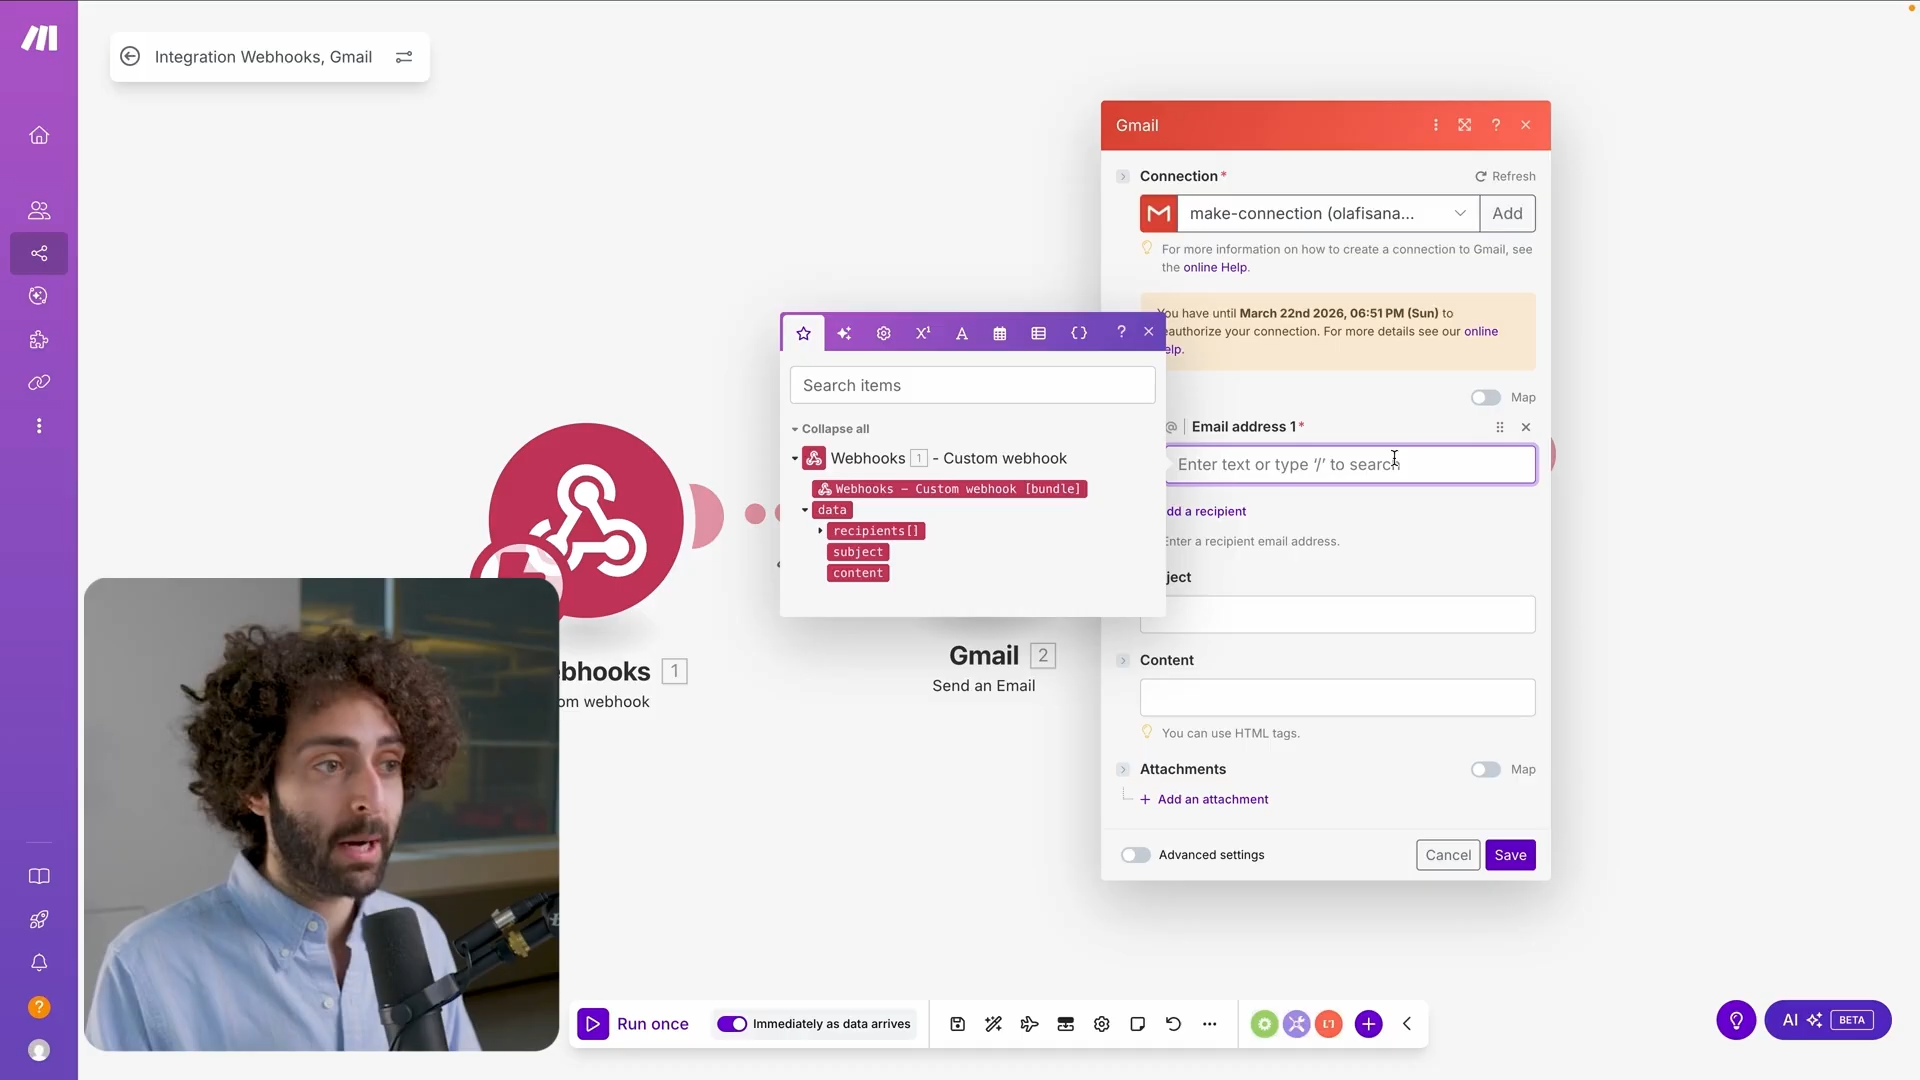 Integration Webhooks, Gmail
Gmail
Connection*
Refresh
make-connection (olafisana...
Add
For more information on how to create a connection to Gmail, see
the online Help.
You have until March 22nd 2026, 06:51 PM (Sun) to
eauthorize your connection. For more details see our online
elp.
Map
@ Email address 1*
Enter text or type '/' to search
dd a recipient
Enter a recipient email address.
ject
Content
You can use HTML tags.
Attachments
Map
+ Add an attachment
Advanced settings
Cancel
Save
Search items
Collapse all
Webhooks 1 - Custom webhook
Webhooks – Custom webhook [bundle]
data
recipients[]
subject
content
ebhooks 1
om webhook
Gmail 2
Send an Email
Run once
Immediately as data arrives
AI BETA